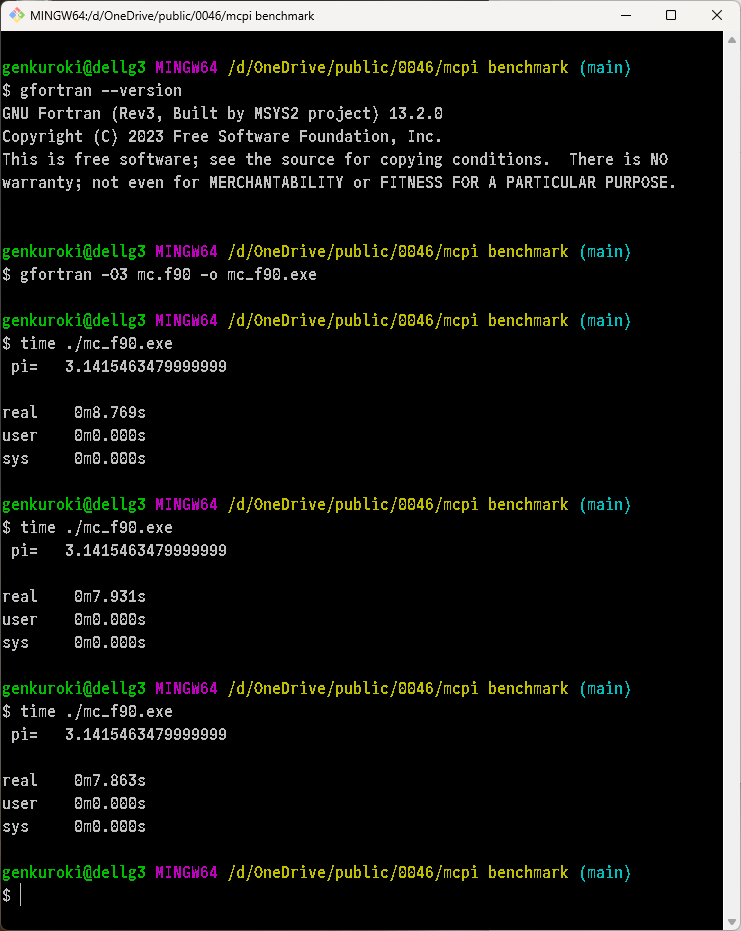 MINGW64:/d/OneDrive/public/0046/mcpi benchmark
genkuroki@dellg3 MINGW64 /d/OneDrive/public/0046/mcpi benchmark (main)
$ gfortran --version
GNU Fortran (Rev3, Built by MSYS2 project) 13.2.0
Copyright (C) 2023 Free Software Foundation, Inc.
This is free software; see the source for copying conditions.  There is NO
warranty; not even for MERCHANTABILITY or FITNESS FOR A PARTICULAR PURPOSE.
genkuroki@dellg3 MINGW64 /d/OneDrive/public/0046/mcpi benchmark (main)
$ gfortran -O3 mc.f90 -o mc_f90.exe
genkuroki@dellg3 MINGW64 /d/OneDrive/public/0046/mcpi benchmark (main)
$ time ./mc_f90.exe
 pi=   3.1415463479999999
real    0m8.769s
user    0m0.000s
sys     0m0.000s
genkuroki@dellg3 MINGW64 /d/OneDrive/public/0046/mcpi benchmark (main)
$ time ./mc_f90.exe
 pi=   3.1415463479999999
real    0m7.931s
user    0m0.000s
sys     0m0.000s
genkuroki@dellg3 MINGW64 /d/OneDrive/public/0046/mcpi benchmark (main)
$ time ./mc_f90.exe
 pi=   3.1415463479999999
real    0m7.863s
user    0m0.000s
sys     0m0.000s
genkuroki@dellg3 MINGW64 /d/OneDrive/public/0046/mcpi benchmark (main)
$